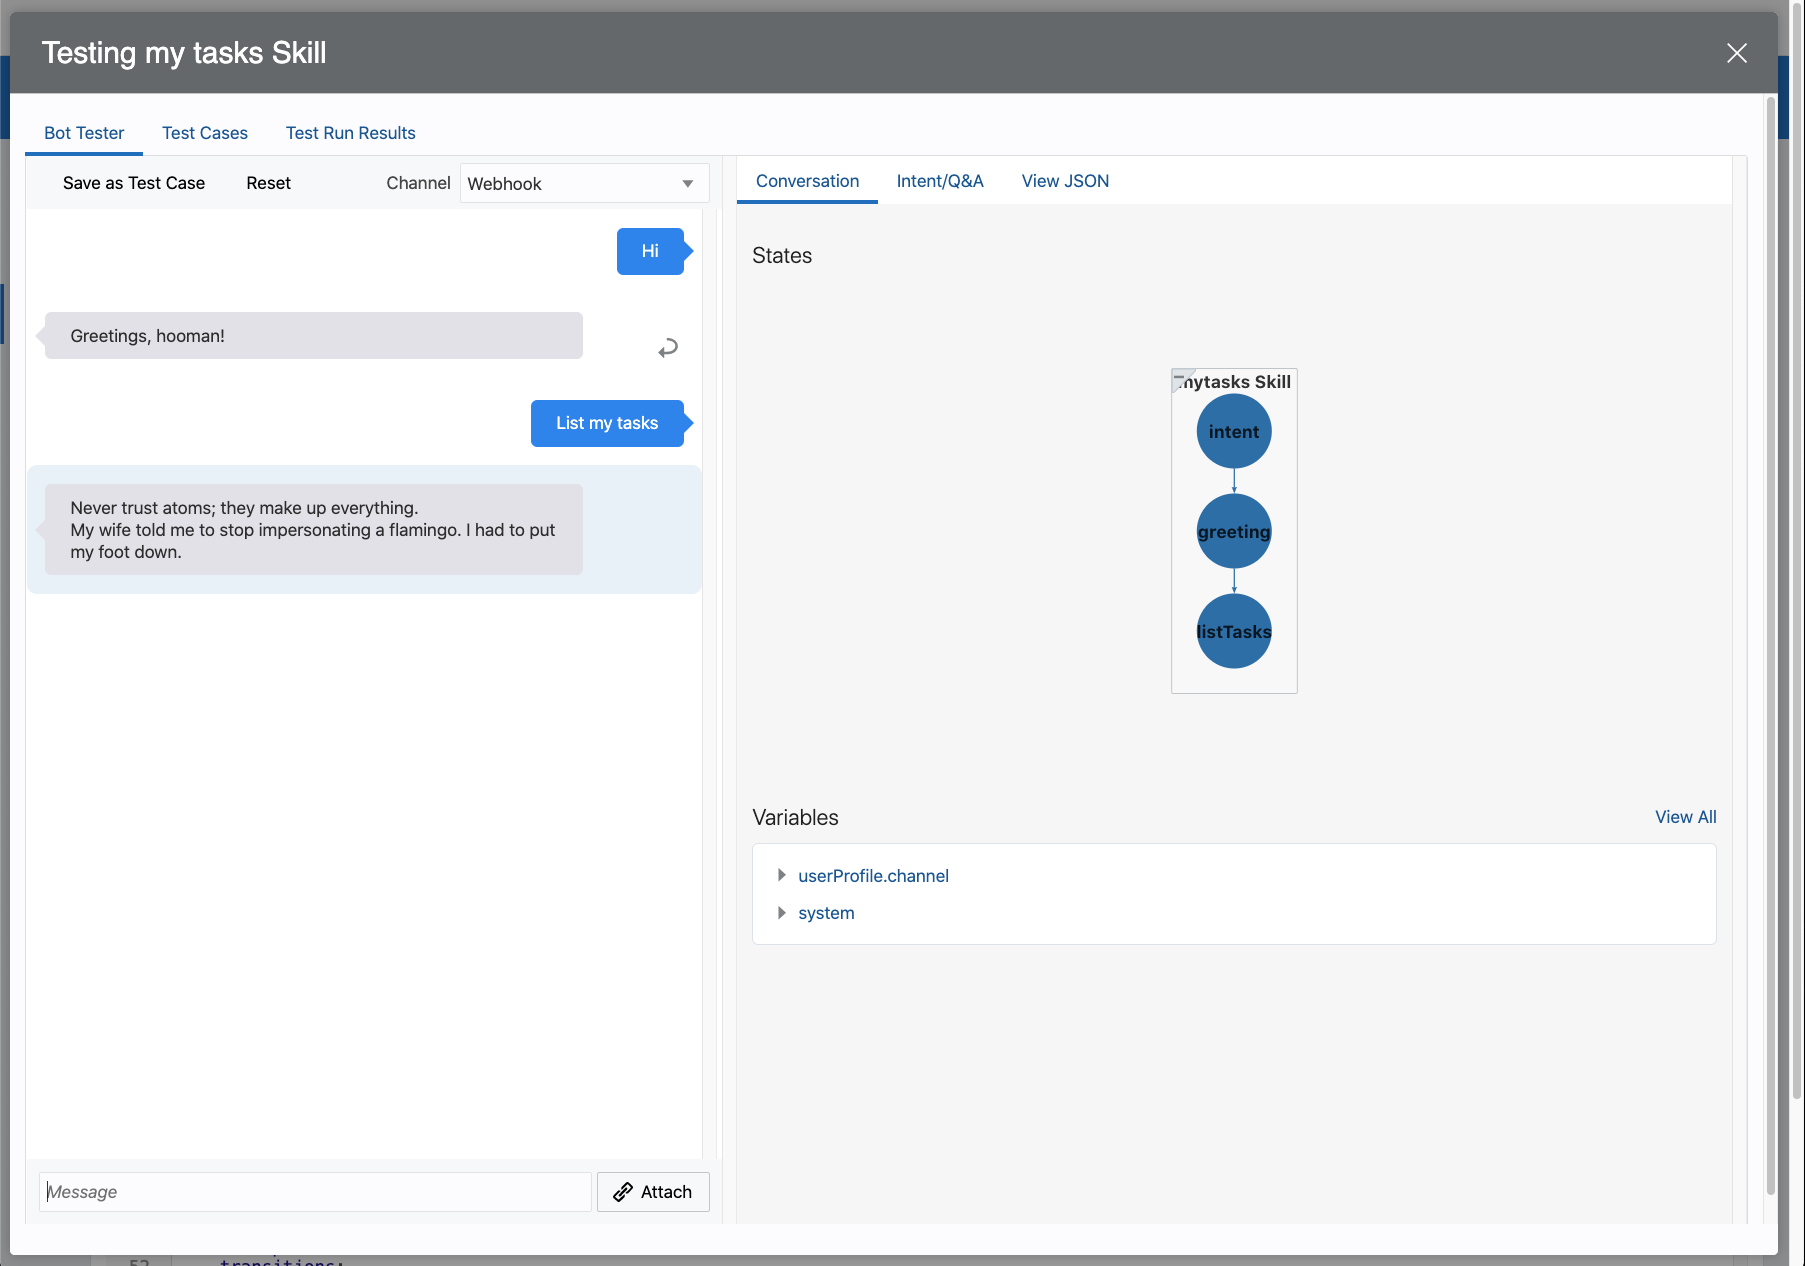 Testing my tasks Skill
Bot Tester
Test Cases
Test Run Results
Save as Test Case
Reset
Channel
Webhook
Hi
Greetings, hooman!
List my tasks
Never trust atoms; they make up everything.
My wife told me to stop impersonating a flamingo. I had to put
my foot down.
Message
Attach
Conversation
Intent/Q&A
View JSON
States
mytasks Skill
intent
greeting
listTasks
Variables
View All
userProfile.channel
system
52
transitions: